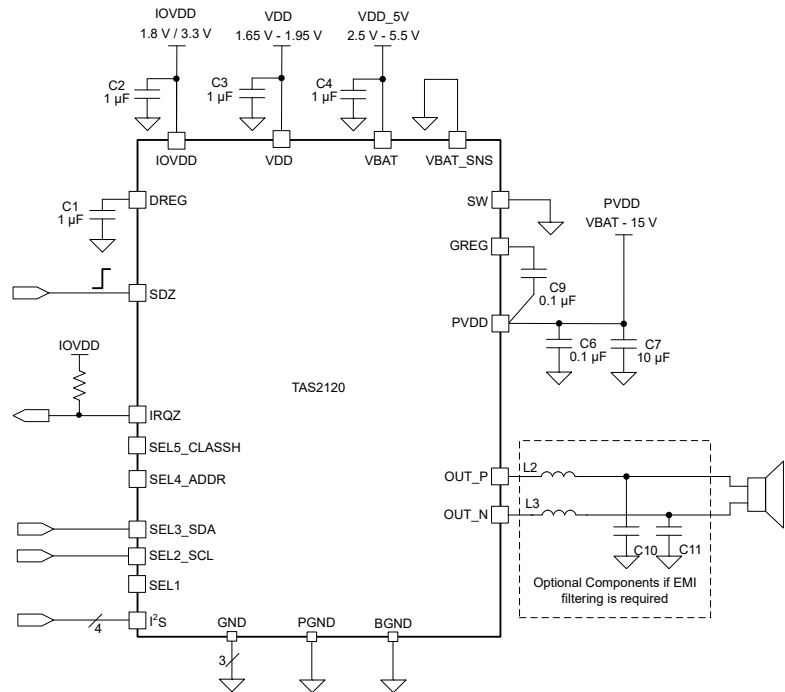 IOVDD
1.8 V / 3.3 V
VDD
1.65 V - 1.95 V
VDD_5V
2.5 V - 5.5 V
C2
1 µF
C3
1 µF
C4
1 µF
IOVDD
VDD
VBAT
VBAT_SNS
C1
1 µF
DREG
SW
PVDD
VBAT - 15 V
GREG
C9
0.1 µF
SDZ
PVDD
C6
0.1 µF
C7
10 µF
IOVDD
TAS2120
IRQZ
SEL5_CLASSH
SEL4_ADDR
OUT_P
L2
OUT_N
L3
SEL3_SDA
SEL2_SCL
C10
C11
SEL1
Optional Components if EMI
filtering is required
I²S
4
GND
PGND
BGND
3